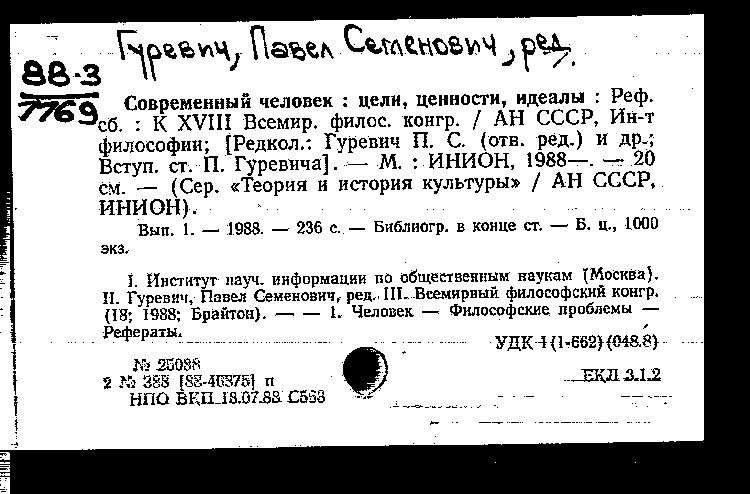 Гуревич, Павел Семенович, ред.
88-3
7769
Современный человек : цели, ценности, идеалы : Реф.
сб. : К XVIII Всемир. филос. конгр. / АН СССР, Ин-т
философии; [Редкол.: Гуревич П. С. (отв. ред.) и др.;
Вступ. ст. П. Гуревича]. — М. : ИНИОН, 1988—. — 20
см. — (Сер. «Теория и история культуры» / АН СССР,
ИНИОН).
Вып. 1. — 1988. — 236 с. — Библиогр. в конце ст. — Б. ц., 1000
экз.
I. Институт науч. информации по общественным наукам (Москва).
II. Гуревич, Павел Семенович, ред. III. Всемирный философский конгр.
(18; 1988; Брайтон). — — 1. Человек — Философские проблемы —
Рефераты.
УДК 1(1-662)(048.8)
№ 25088
2 № 388 [88-46375] п
ЕКЛ 3.1.2
НПО ВКП 18.07.88